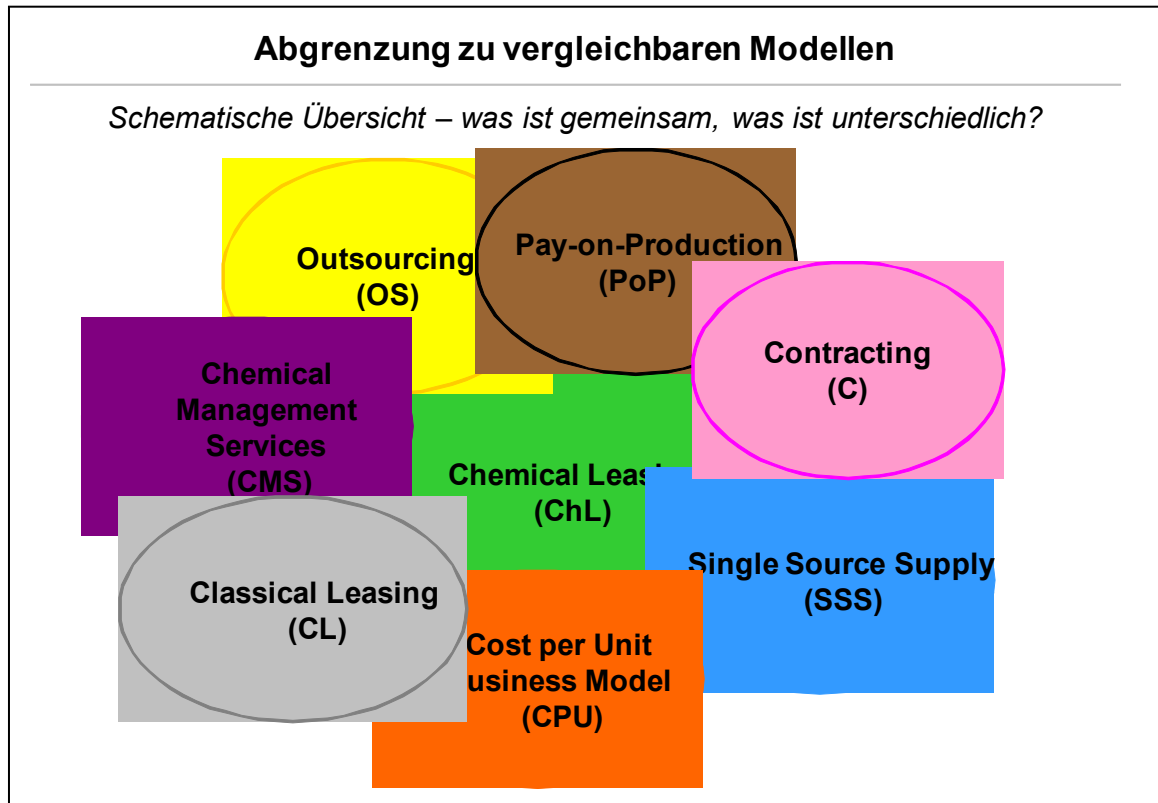 Abgrenzung zu vergleichbaren Modellen
Schematische Übersicht – was ist gemeinsam, was ist unterschiedlich?
Outsourcing
(OS)
Pay-on-Production
(PoP)
Contracting
(C)
Chemical
Management
Services
(CMS)
Chemical Leasi
(ChL)
Single Source Supply
(SSS)
Classical Leasing
(CL)
Cost per Unit
usiness Model
(CPU)